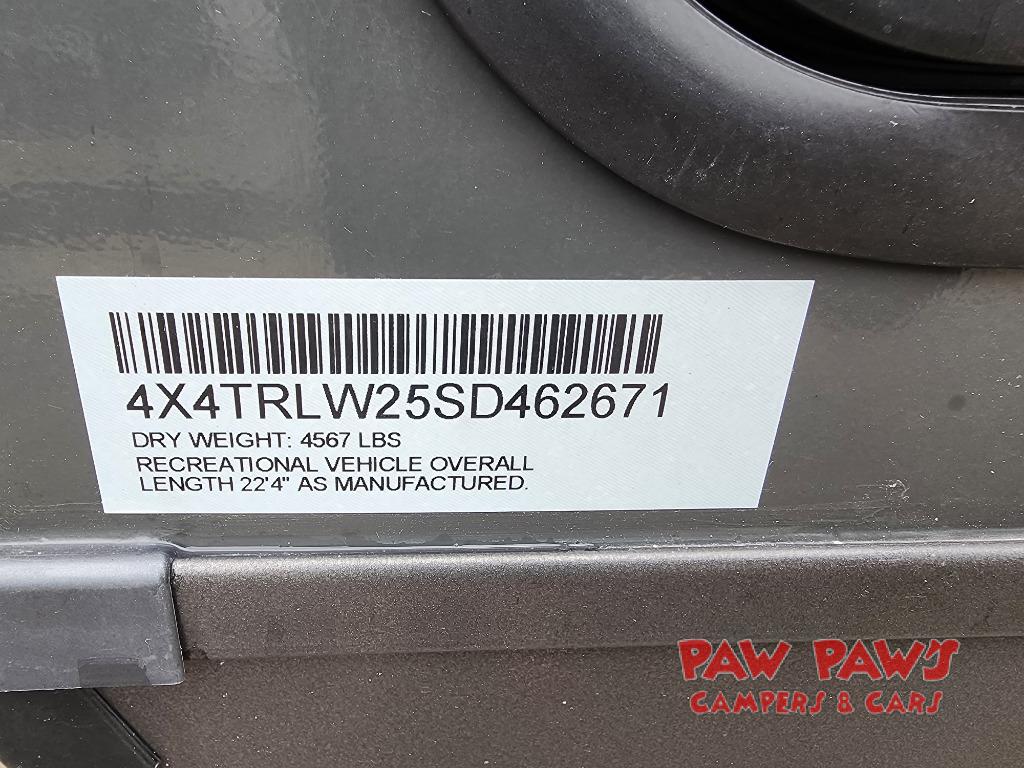 4X4TRLW25SD462671
DRY WEIGHT: 4567 LBS
RECREATIONAL VEHICLE OVERALL
LENGTH 22'4" AS MANUFACTURED.
PAW PAW'S
CAMPERS & CARS